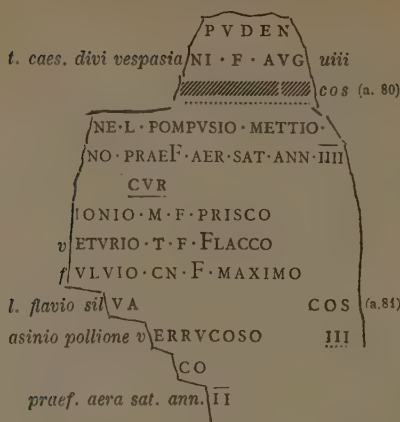 PVDEN
t. caes. divi vespasia NI · F · AVG uiii
cos (a. 80)
NE · L · POMPVSIO · METTIO ·
NO · PRAEF · AER · SAT · ANN · IIII
CVR
IONIO · M · F · PRISCO
v ETVRIO · T · F · FLACCO
f VLVIO · CN · F · MAXIMO
l. flavio sil VA COS (a. 81)
asinio pollione v ERRVCOSO III
CO
praef. aera sat. ann. II